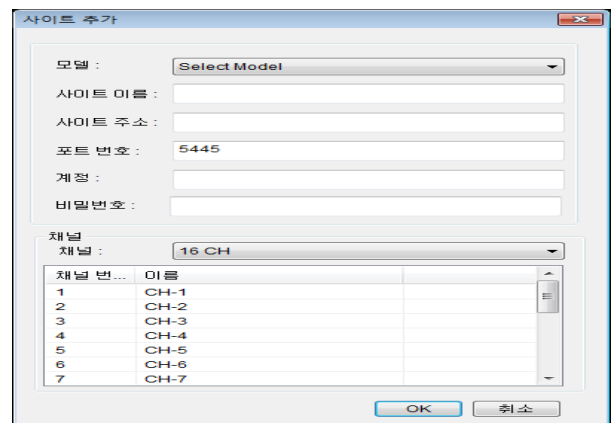 사이트 추가
모델 : Select Model
사이트 이름 :
사이트 주소 :
포트 번호 : 5445
계정 :
비밀번호 :
채널
채널 : 16 CH
채널 번... 이름
1 CH-1
2 CH-2
3 CH-3
4 CH-4
5 CH-5
6 CH-6
7 CH-7
OK 취소